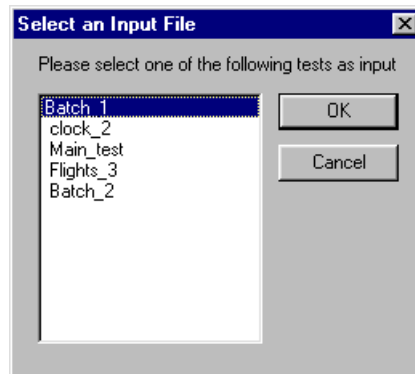 Select an Input File
Please select one of the following tests as input
Batch_1
clock_2
Main_test
Flights_3
Batch_2
OK
Cancel